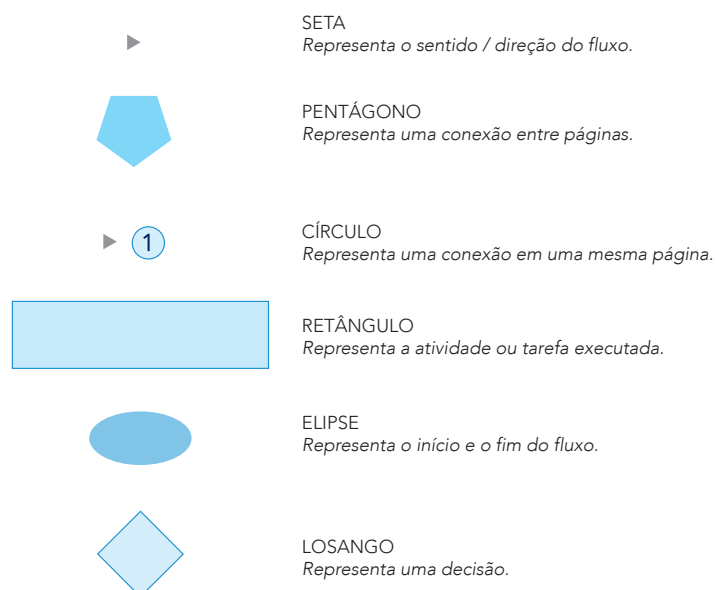 SETA
Representa o sentido / direção do fluxo.
PENTÁGONO
Representa uma conexão entre páginas.
1
CÍRCULO
Representa uma conexão em uma mesma página.
RETÂNGULO
Representa a atividade ou tarefa executada.
ELIPSE
Representa o início e o fim do fluxo.
LOSANGO
Representa uma decisão.